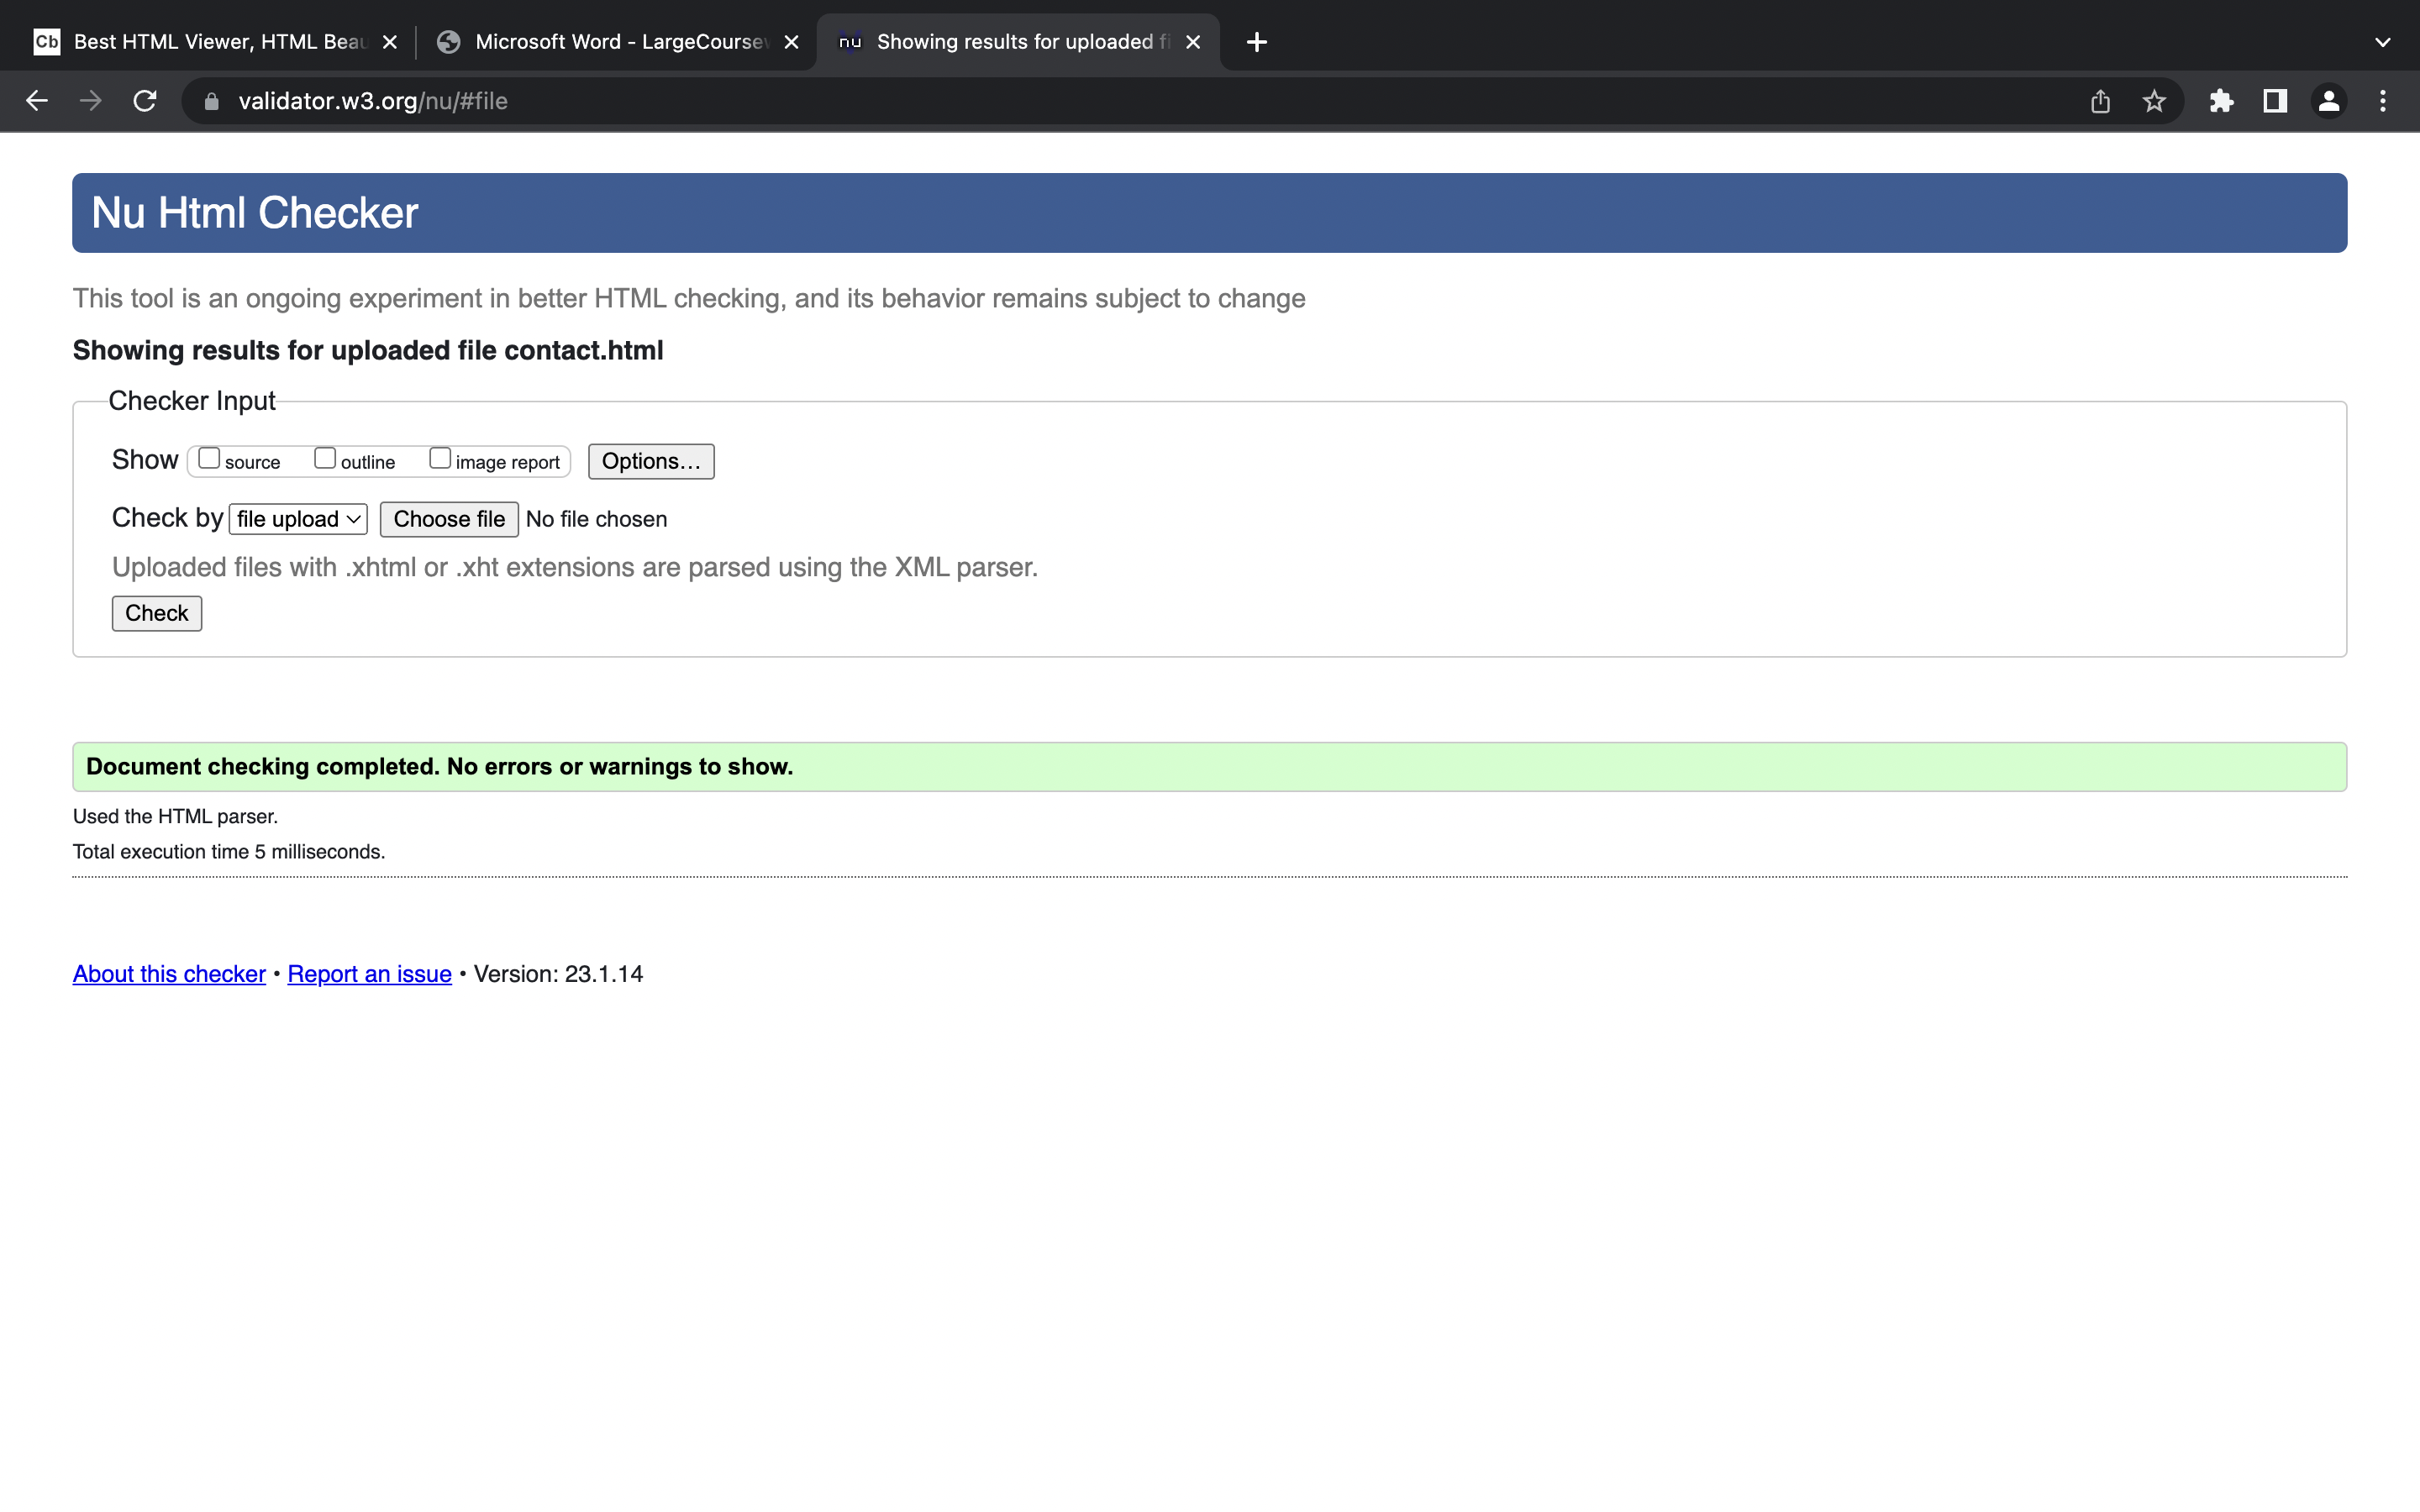 Cb Best HTML Viewer, HTML Beau
Microsoft Word - LargeCoursew
nu Showing results for uploaded fi
validator.w3.org/nu/#file
Nu Html Checker
This tool is an ongoing experiment in better HTML checking, and its behavior remains subject to change
Showing results for uploaded file contact.html
Checker Input
Show source outline image report Options...
Check by file upload Choose file No file chosen
Uploaded files with .xhtml or .xht extensions are parsed using the XML parser.
Check
Document checking completed. No errors or warnings to show.
Used the HTML parser.
Total execution time 5 milliseconds.
About this checker • Report an issue • Version: 23.1.14